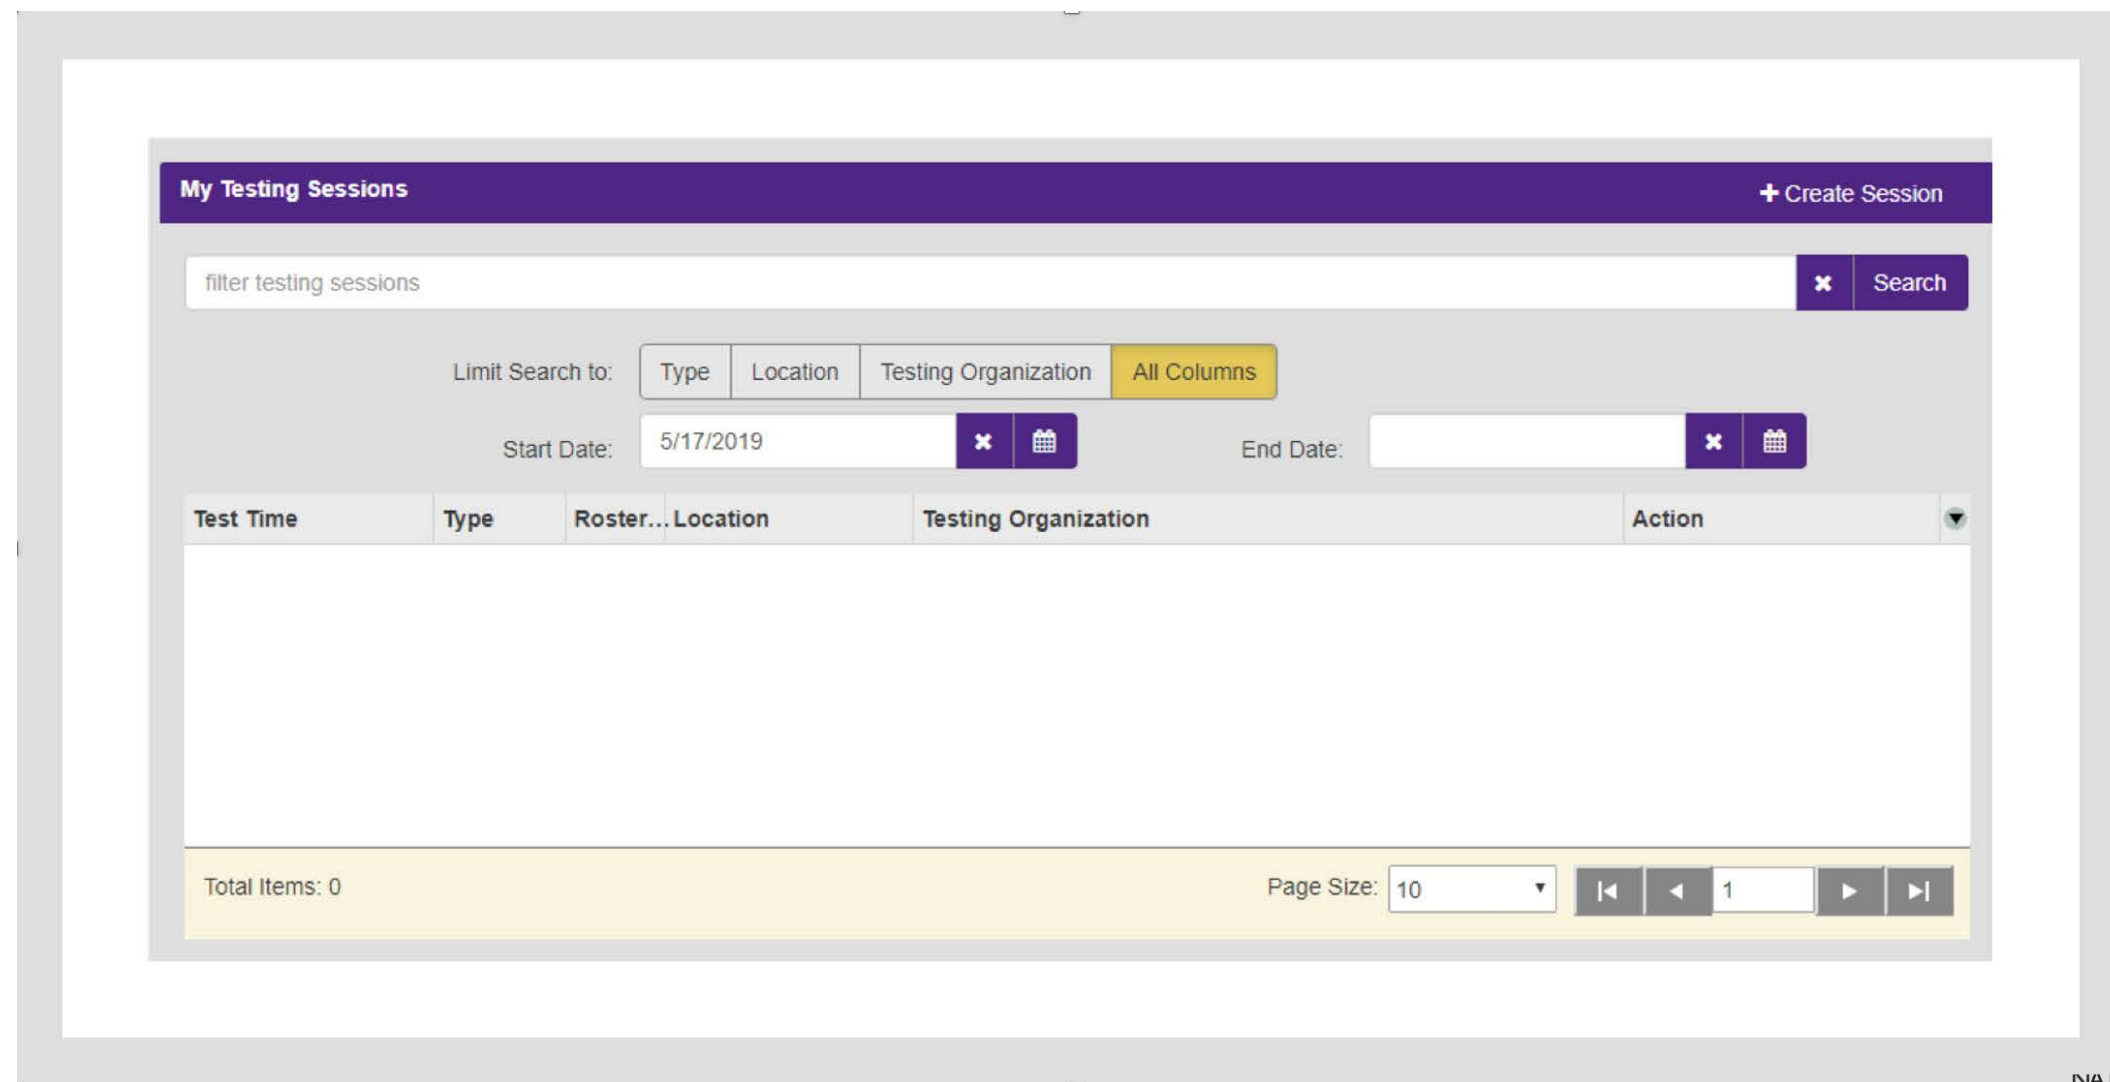 My Testing Sessions
Create Session
filter testing sessions
Search
Limit Search to: Type Location Testing Organization All Columns
Start Date: 5/17/2019 End Date:
Test Time Type Roster... Location Testing Organization Action
Total Items: 0 Page Size: 10 1